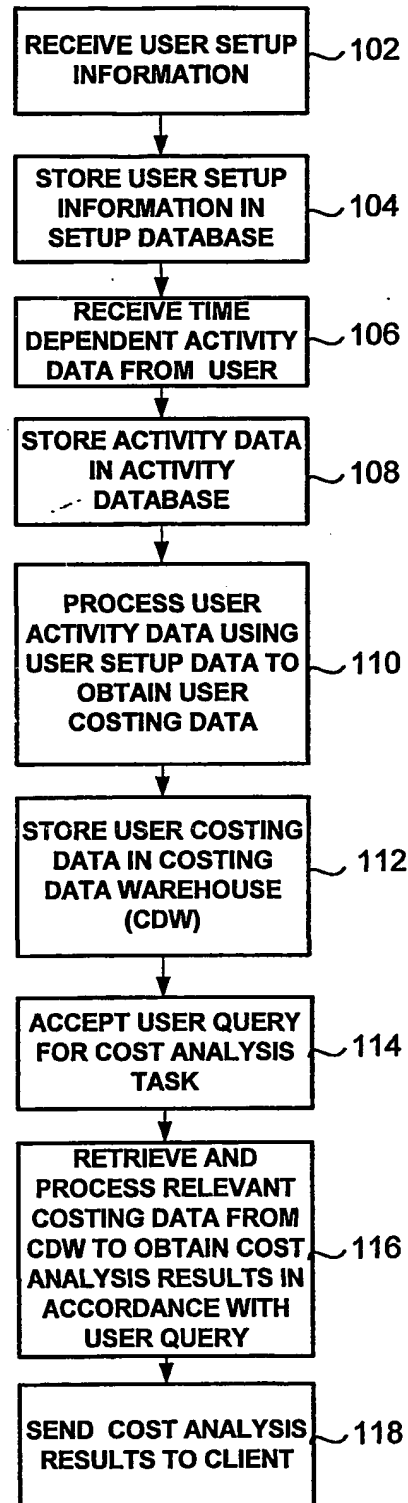 RECEIVE USER SETUP
INFORMATION
102
STORE USER SETUP
INFORMATION IN
SETUP DATABASE
104
RECEIVE TIME
DEPENDENT ACTIVITY
DATA FROM USER
106
STORE ACTIVITY DATA
IN ACTIVITY
DATABASE
108
PROCESS USER
ACTIVITY DATA USING
USER SETUP DATA TO
OBTAIN USER
COSTING DATA
110
STORE USER COSTING
DATA IN COSTING
DATA WAREHOUSE
(CDW)
112
ACCEPT USER QUERY
FOR COST ANALYSIS
TASK
114
RETRIEVE AND
PROCESS RELEVANT
COSTING DATA FROM
CDW TO OBTAIN COST
ANALYSIS RESULTS IN
ACCORDANCE WITH
USER QUERY
116
SEND COST ANALYSIS
RESULTS TO CLIENT
118